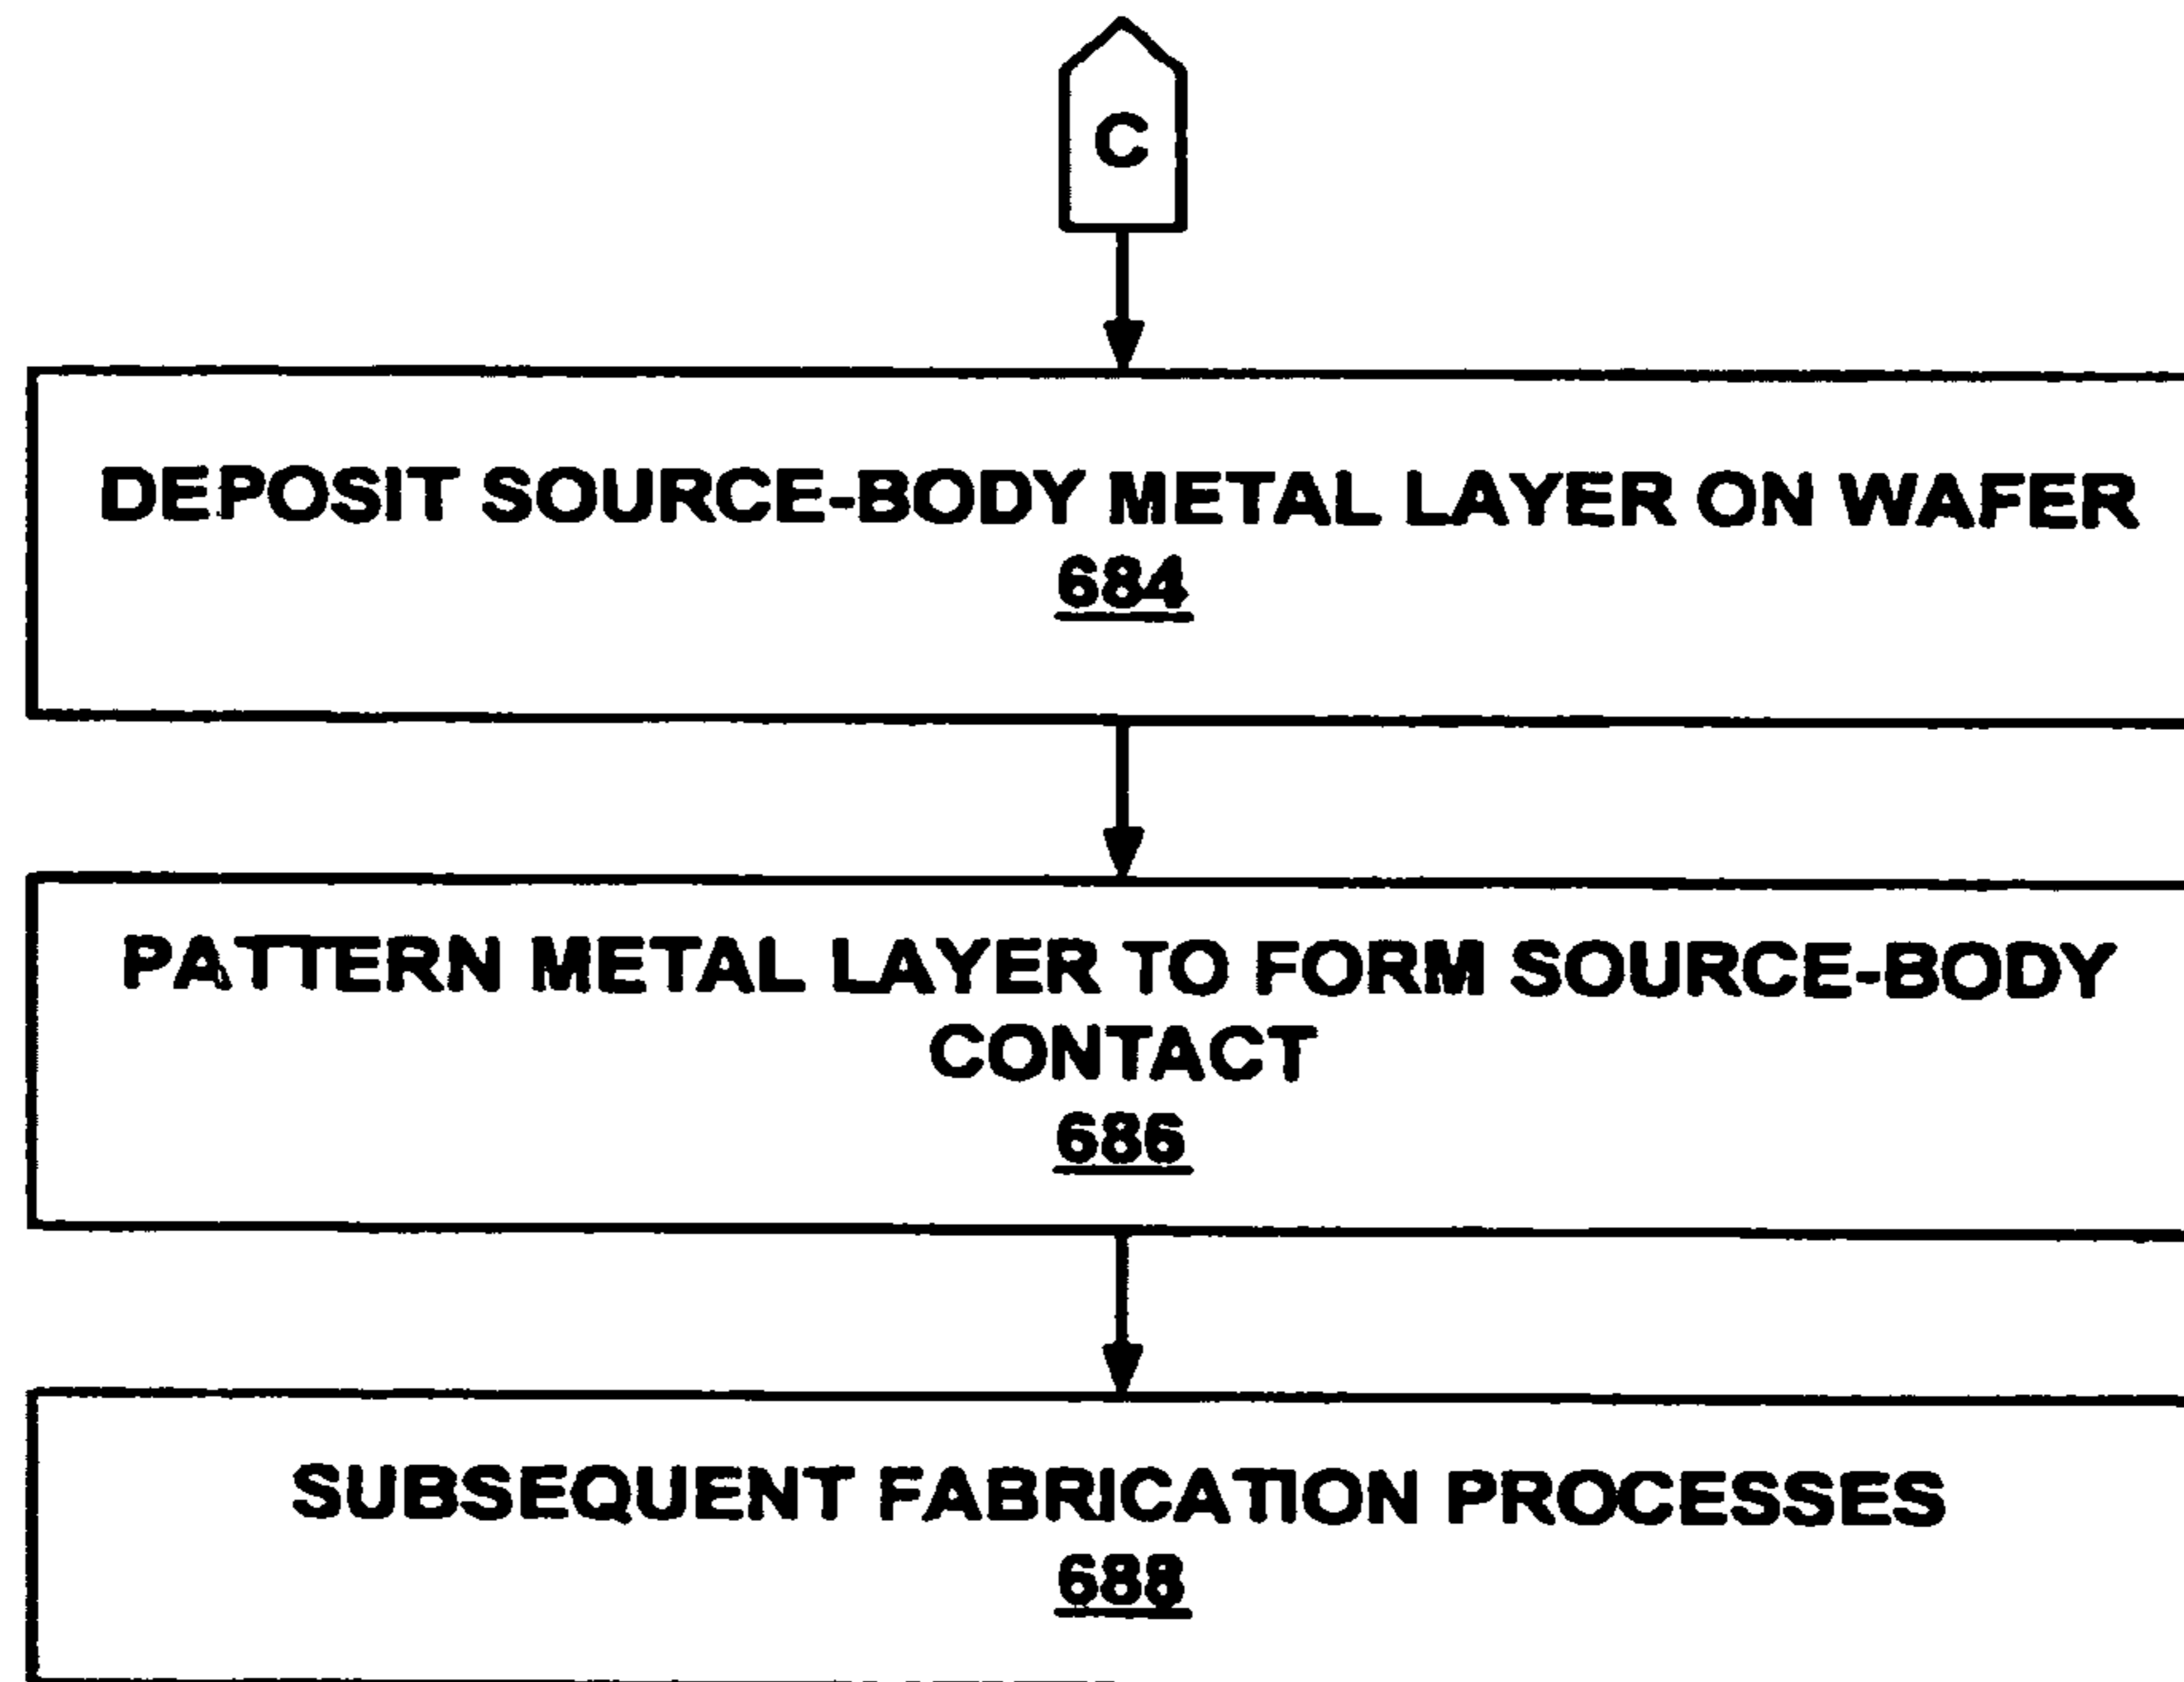 C
DEPOSIT SOURCE-BODY METAL LAYER ON WAFER
684
PATTERN METAL LAYER TO FORM SOURCE-BODY
CONTACT
686
SUBSEQUENT FABRICATION PROCESSES
688